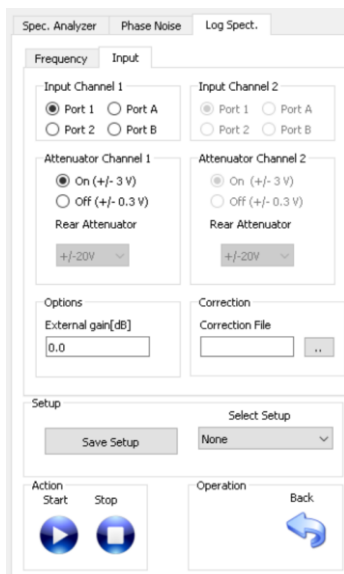 Spec. Analyzer Phase Noise Log Spect.
Frequency Input
Input Channel 1 Input Channel 2
Port 1 Port A Port 1 Port A
Port 2 Port B Port 2 Port B
Attenuator Channel 1 Attenuator Channel 2
On (+/- 3 V) On (+/- 3 V)
Off (+/- 0.3 V) Off (+/- 0.3 V)
Rear Attenuator Rear Attenuator
+/-20V +/-20V
Options Correction
External gain[dB] Correction File
0.0 ..
Setup
Select Setup
Save Setup None
Action Operation
Start Stop Back